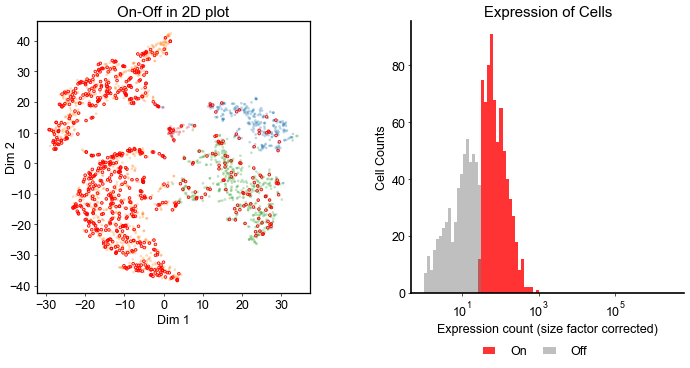 On-Off in 2D plot
40
30
20
10
0
−10
−20
−30
−40
Dim 2
−30 −20 −10 0 10 20 30
Dim 1
Expression of Cells
80
60
40
20
0
Cell Counts
10^1 10^3 10^5
Expression count (size factor corrected)
On Off